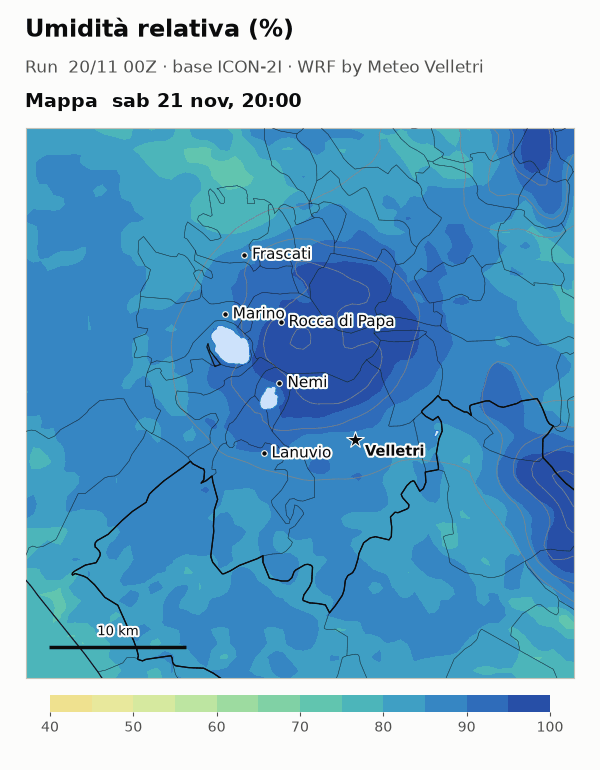 Umidità relativa (%)
Run  20/11 00Z · base ICON-2I · WRF by Meteo Velletri
Mappa  sab 21 nov, 20:00
Frascati
Marino
Rocca di Papa
Nemi
Velletri
Lanuvio
10 km
40 50 60 70 80 90 100